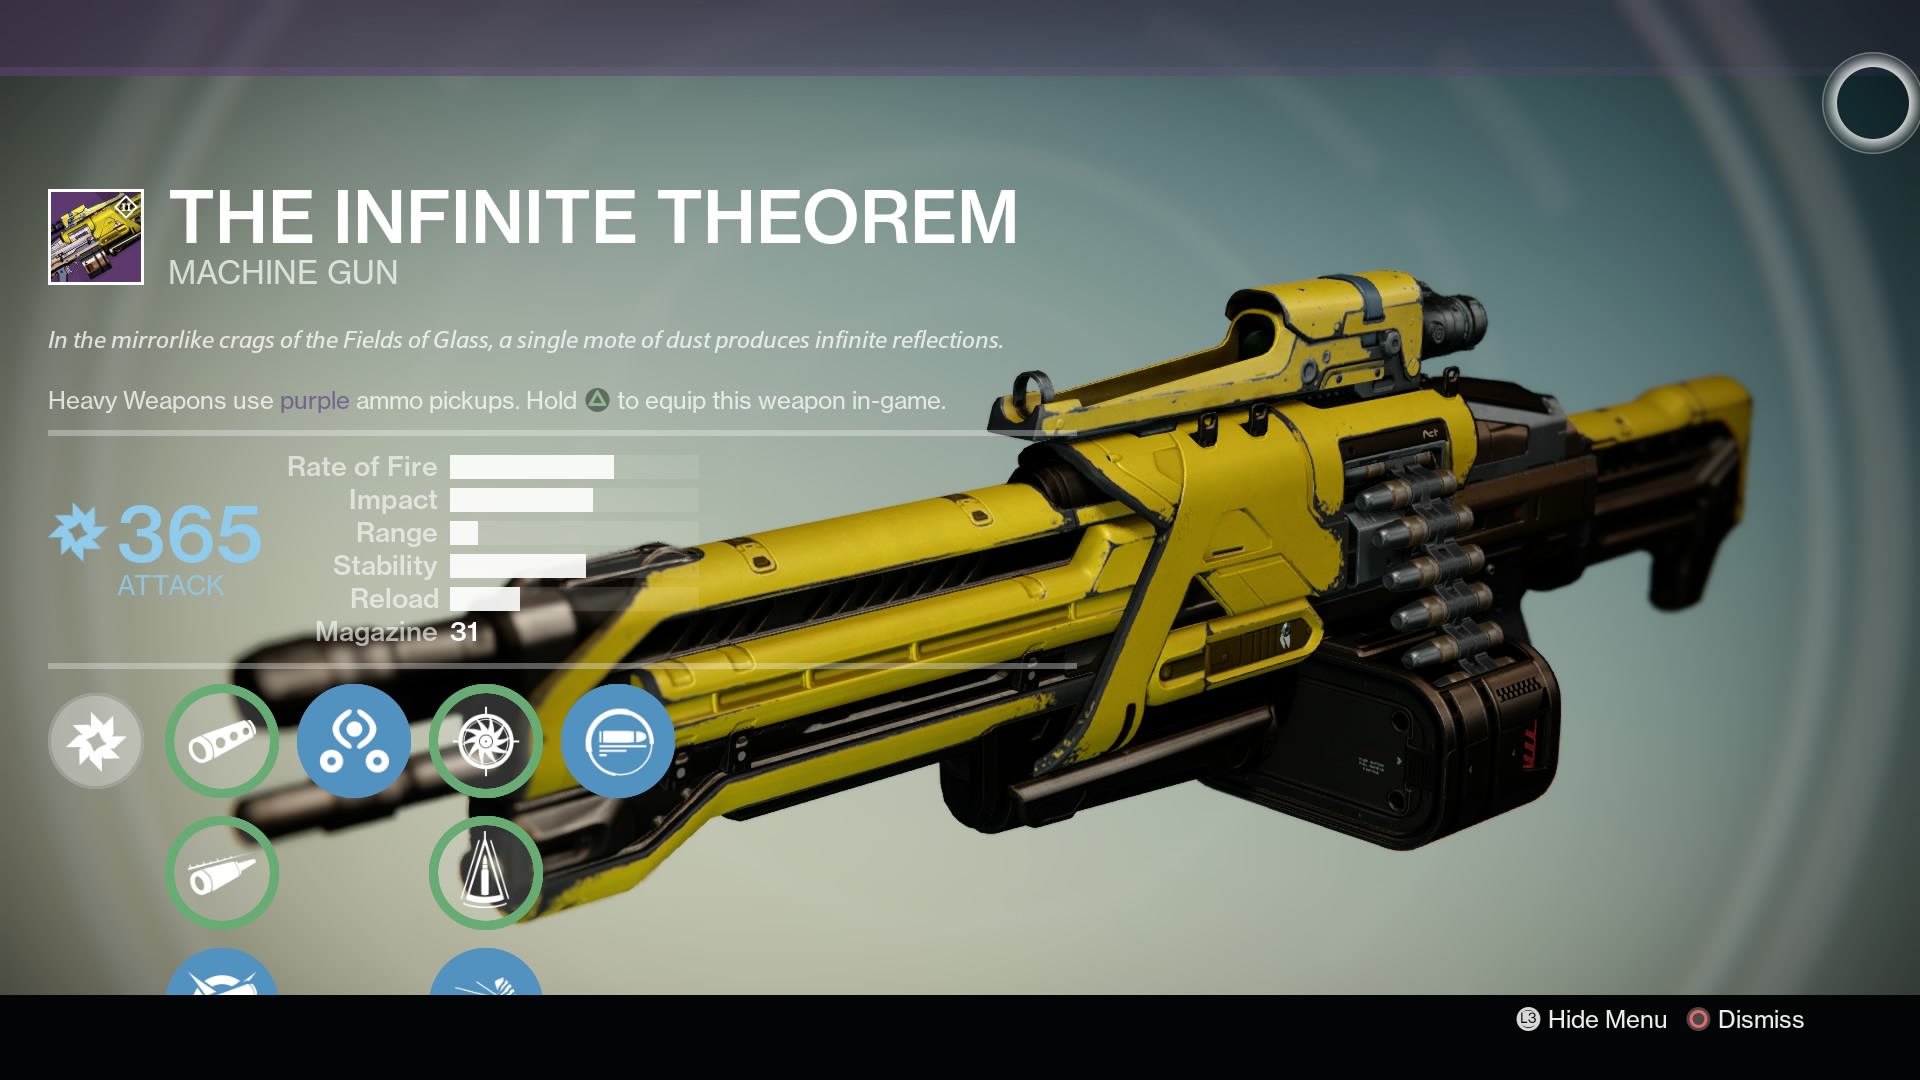 THE INFINITE THEOREM
MACHINE GUN
In the mirrorlike crags of the Fields of Glass, a single mote of dust produces infinite reflections.
Heavy Weapons use purple ammo pickups. Hold to equip this weapon in-game.
365
ATTACK
Rate of Fire
Impact
Range
Stability
Reload
Magazine 31
L3 Hide Menu Dismiss